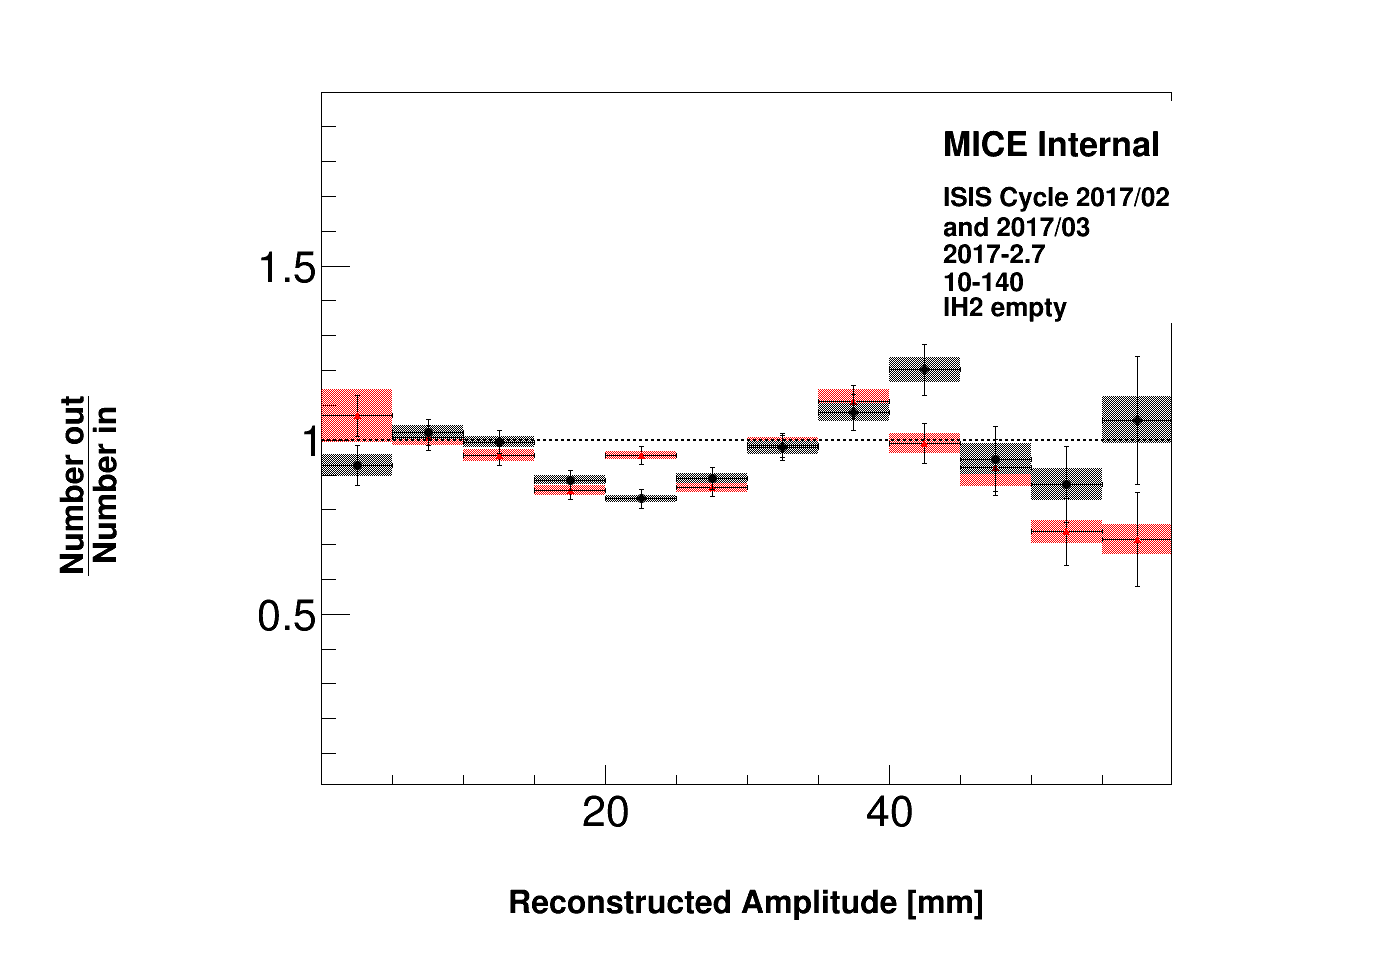 MICE Internal
ISIS Cycle 2017/02
and 2017/03
2017-2.7
10-140
IH2 empty
1.5
1
0.5
Number out
Number in
20 40
Reconstructed Amplitude [mm]